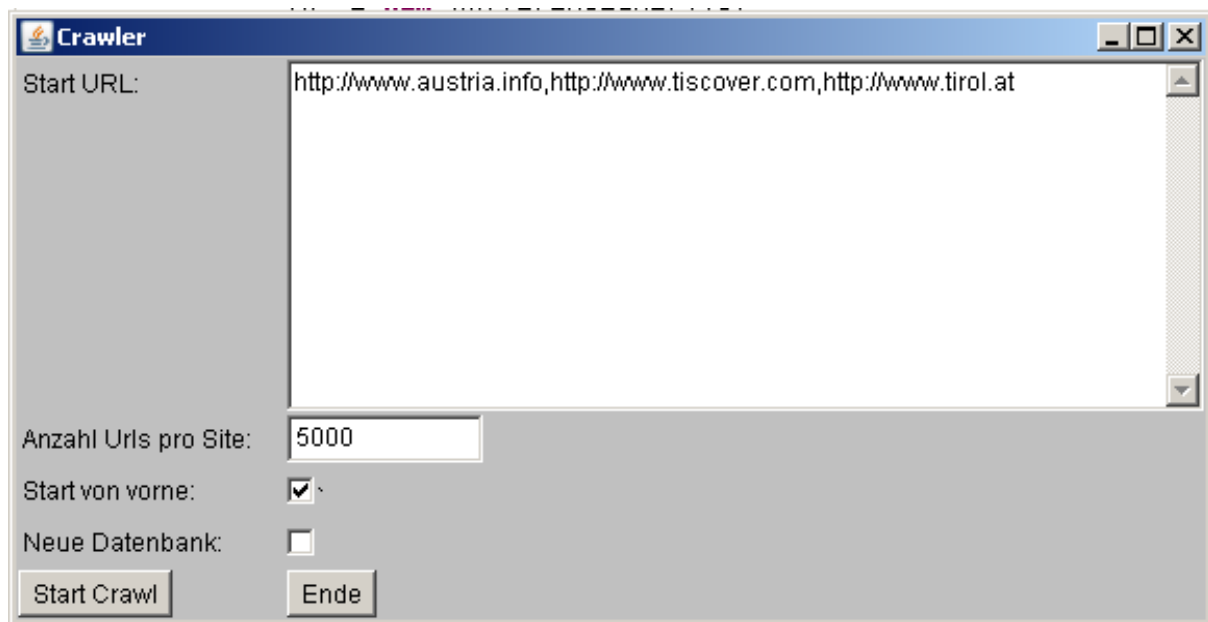 Crawler
Start URL: http://www.austria.info,http://www.tiscover.com,http://www.tirol.at
Anzahl Urls pro Site: 5000
Start von vorne:
Neue Datenbank:
Start Crawl Ende